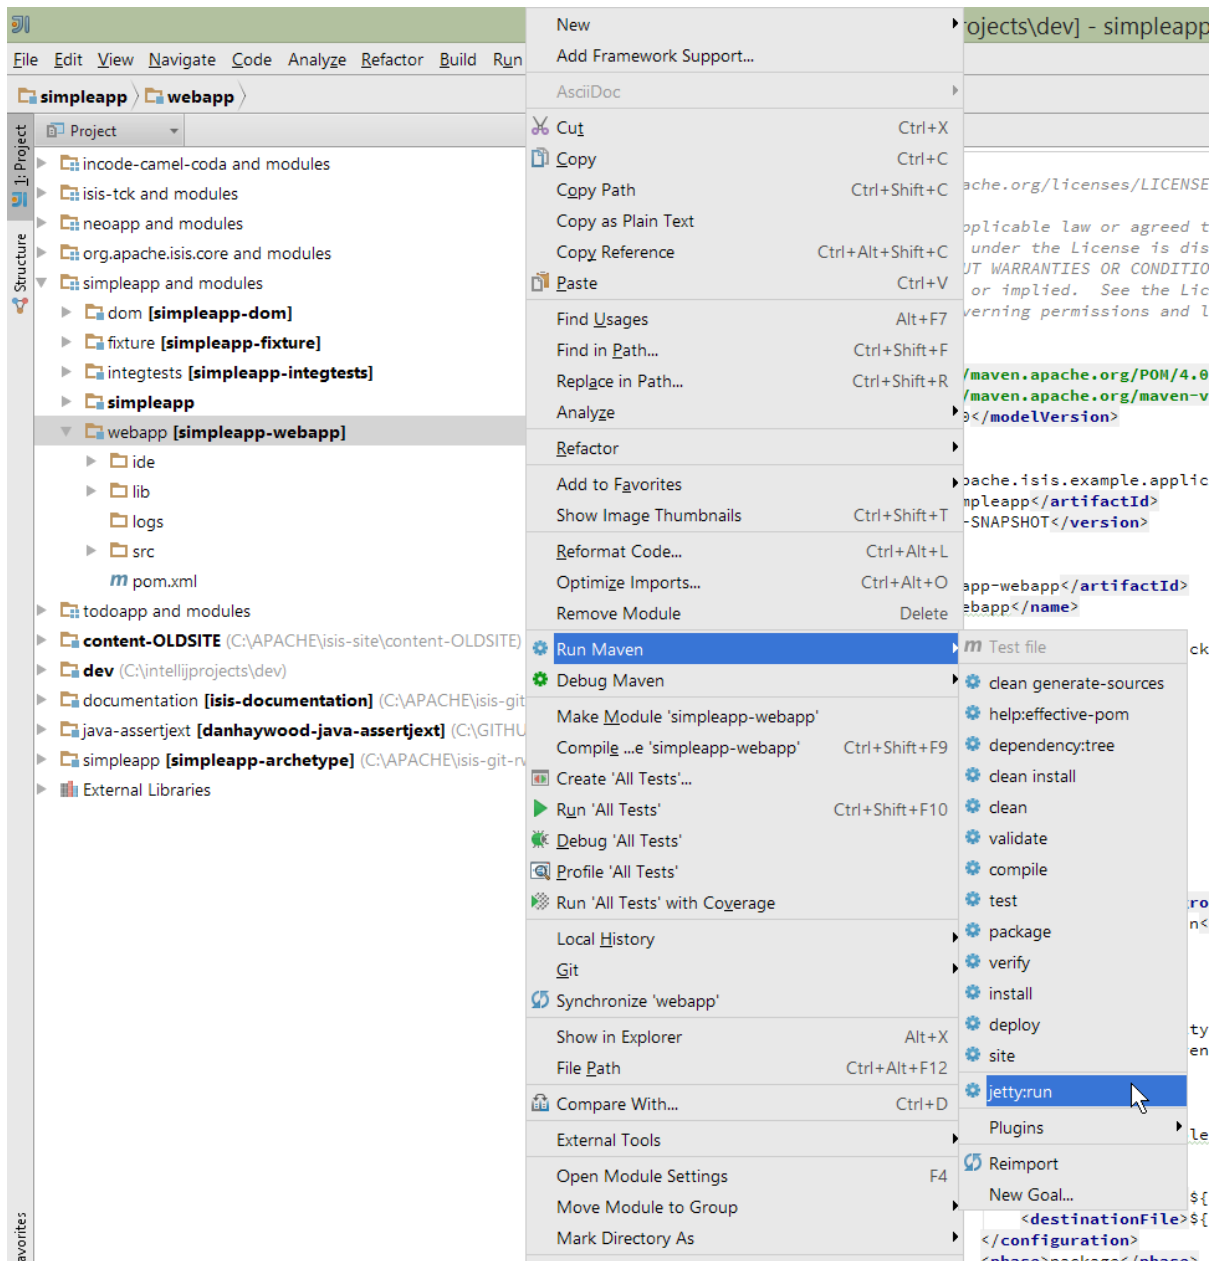 ojects\dev] - simpleapp
File Edit View Navigate Code Analyze Refactor Build Run
simpleapp webapp
1: Project
Structure
avorites
Project
incode-camel-coda and modules
isis-tck and modules
neoapp and modules
org.apache.isis.core and modules
simpleapp and modules
dom [simpleapp-dom]
fixture [simpleapp-fixture]
integtests [simpleapp-integtests]
simpleapp
webapp [simpleapp-webapp]
ide
lib
logs
src
pom.xml
todoapp and modules
content-OLDSITE (C:\APACHE\isis-site\content-OLDSITE)
dev (C:\intellijprojects\dev)
documentation [isis-documentation] (C:\APACHE\isis-git
java-assertjext [danhaywood-java-assertjext] (C:\GITHU
simpleapp [simpleapp-archetype] (C:\APACHE\isis-git-rw
External Libraries
New
Add Framework Support...
AsciiDoc
Cut Ctrl+X
Copy Ctrl+C
Copy Path Ctrl+Shift+C
Copy as Plain Text
Copy Reference Ctrl+Alt+Shift+C
Paste Ctrl+V
Find Usages Alt+F7
Find in Path... Ctrl+Shift+F
Replace in Path... Ctrl+Shift+R
Analyze
Refactor
Add to Favorites
Show Image Thumbnails Ctrl+Shift+T
Reformat Code... Ctrl+Alt+L
Optimize Imports... Ctrl+Alt+O
Remove Module Delete
Run Maven
Debug Maven
Make Module 'simpleapp-webapp'
Compile ...e 'simpleapp-webapp' Ctrl+Shift+F9
Create 'All Tests'...
Run 'All Tests' Ctrl+Shift+F10
Debug 'All Tests'
Profile 'All Tests'
Run 'All Tests' with Coverage
Local History
Git
Synchronize 'webapp'
Show in Explorer Alt+X
File Path Ctrl+Alt+F12
Compare With... Ctrl+D
External Tools
Open Module Settings F4
Move Module to Group
Mark Directory As
Test file
clean generate-sources
help:effective-pom
dependency:tree
clean install
clean
validate
compile
test
package
verify
install
deploy
site
jetty:run
Plugins
Reimport
New Goal...
ache.org/licenses/LICENSE
pplicable law or agreed t
under the License is dis
UT WARRANTIES OR CONDITIO
or implied. See the Lic
verning permissions and l
/maven.apache.org/POM/4.0
/maven.apache.org/maven-v
</modelVersion>
pache.isis.example.applic
mpleapp</artifactId>
-SNAPSHOT</version>
app-webapp</artifactId>
ebapp</name>
ck
ro
n<
ty
en
le
${
<destinationFile>${
</configuration>
<phase>package</phase>